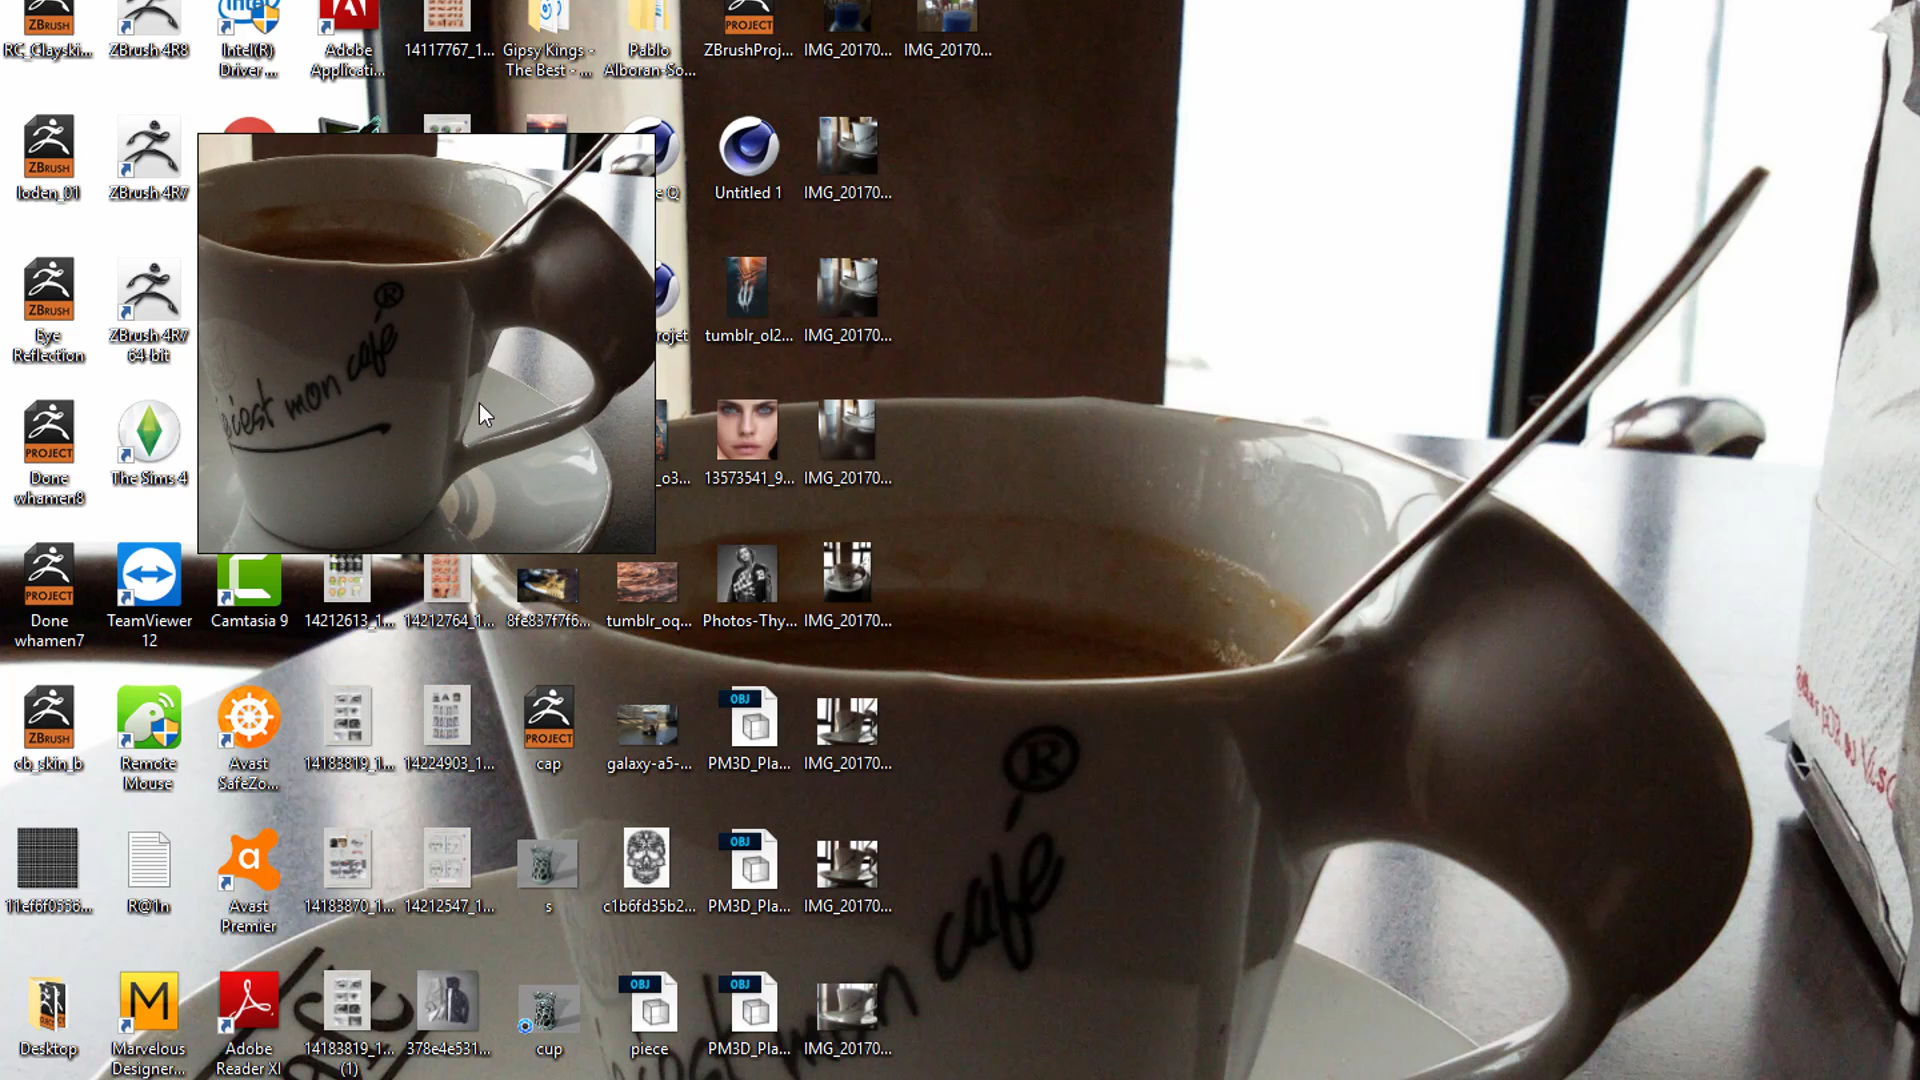 RC_Clayski...
ZBrush 4R8
Intel(R) Driver ...
Adobe Applicati...
14117767_1...
Gipsy Kings - The Best - ...
Pablo Alboran-So...
ZBrushProj...
IMG_20170...
IMG_20170...
loden_01
ZBrush 4R7
Untitled 1
IMG_20170...
Eye Reflection
ZBrush 4R7 64-bit
rojet
tumblr_ol2...
IMG_20170...
Done whamen8
The Sims 4
_o3...
13573541_9...
IMG_20170...
c'est mon café ®
Done whamen7
TeamViewer 12
Camtasia 9
14212613_1...
14212764_1...
8fe837f7f6...
tumblr_oq...
Photos-Thy...
IMG_20170...
cb_skin_b
Remote Mouse
Avast SafeZo...
14183819_1...
14224903_1...
cap
galaxy-a5-...
PM3D_Pla...
IMG_20170...
R@1n
Avast Premier
14183870_1...
14212547_1...
s
c1b6fd35b2...
PM3D_Pla...
IMG_20170...
café ®
Desktop
Marvelous Designer...
Adobe Reader XI
14183819_1... (1)
378e4e531...
cup
piece
PM3D_Pla...
IMG_20170...